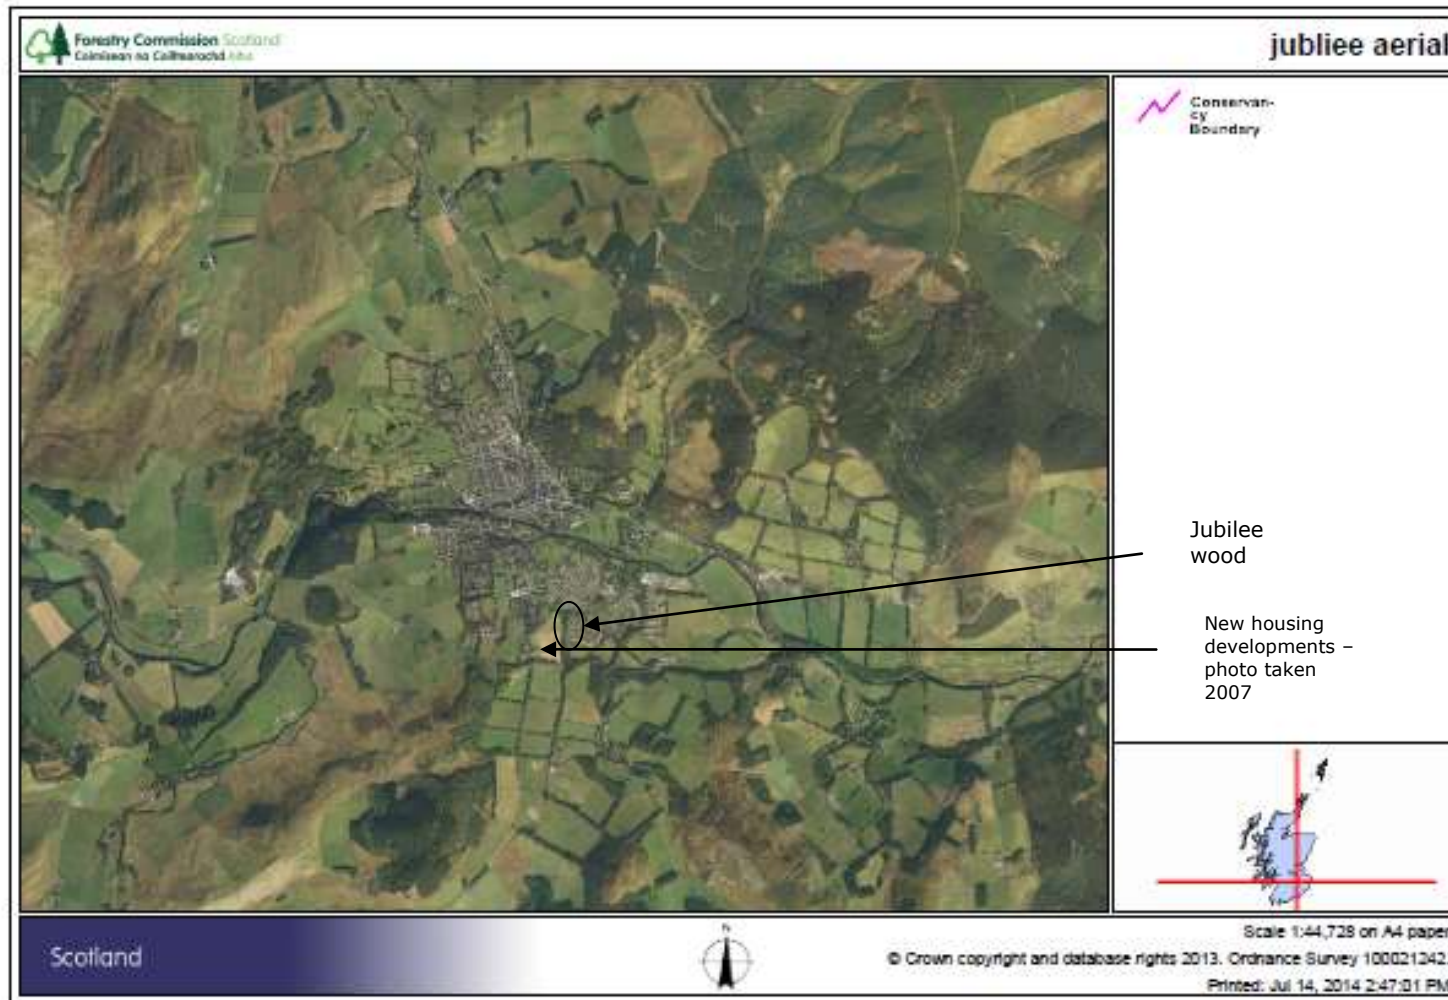 Forestry Commission Scotland
Coimisean na Coilltearachd Alba
jubliee aerial
Conservan-
cy
Boundary
Jubilee
wood
New housing
developments –
photo taken
2007
Scotland
N
Scale 1:44,728 on A4 paper
© Crown copyright and database rights 2013. Ordnance Survey 100021242.
Printed: Jul 14, 2014 2:47:01 PM